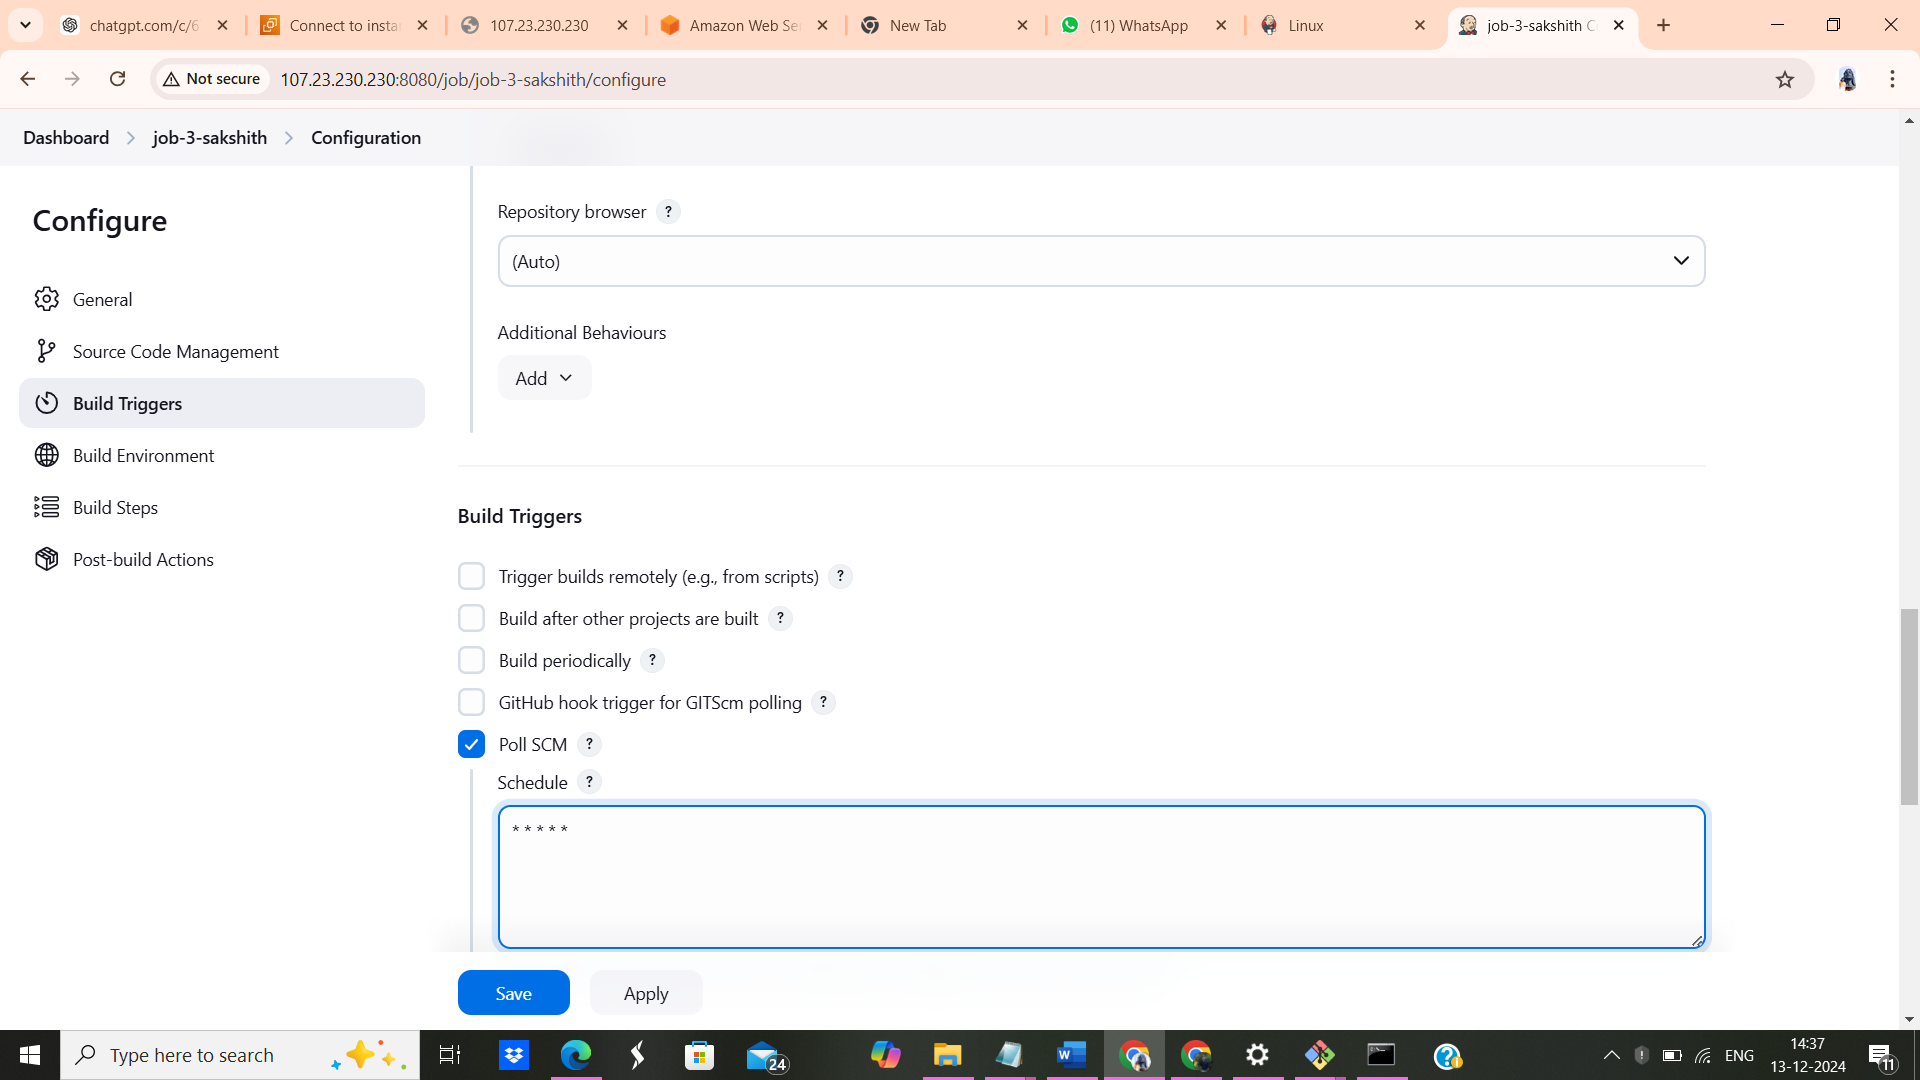 chatgpt.com/c/6
Connect to insta
107.23.230.230
Amazon Web Se
New Tab
(11) WhatsApp
Linux
job-3-sakshith C
Not secure
107.23.230.230:8080/job/job-3-sakshith/configure
Dashboard
job-3-sakshith
Configuration
Configure
General
Source Code Management
Build Triggers
Build Environment
Build Steps
Post-build Actions
Repository browser ?
(Auto)
Additional Behaviours
Add
Build Triggers
Trigger builds remotely (e.g., from scripts) ?
Build after other projects are built ?
Build periodically ?
GitHub hook trigger for GITScm polling ?
Poll SCM ?
Schedule ?
* * * * *
Save
Apply
Type here to search
24
ENG
14:37
13-12-2024
11